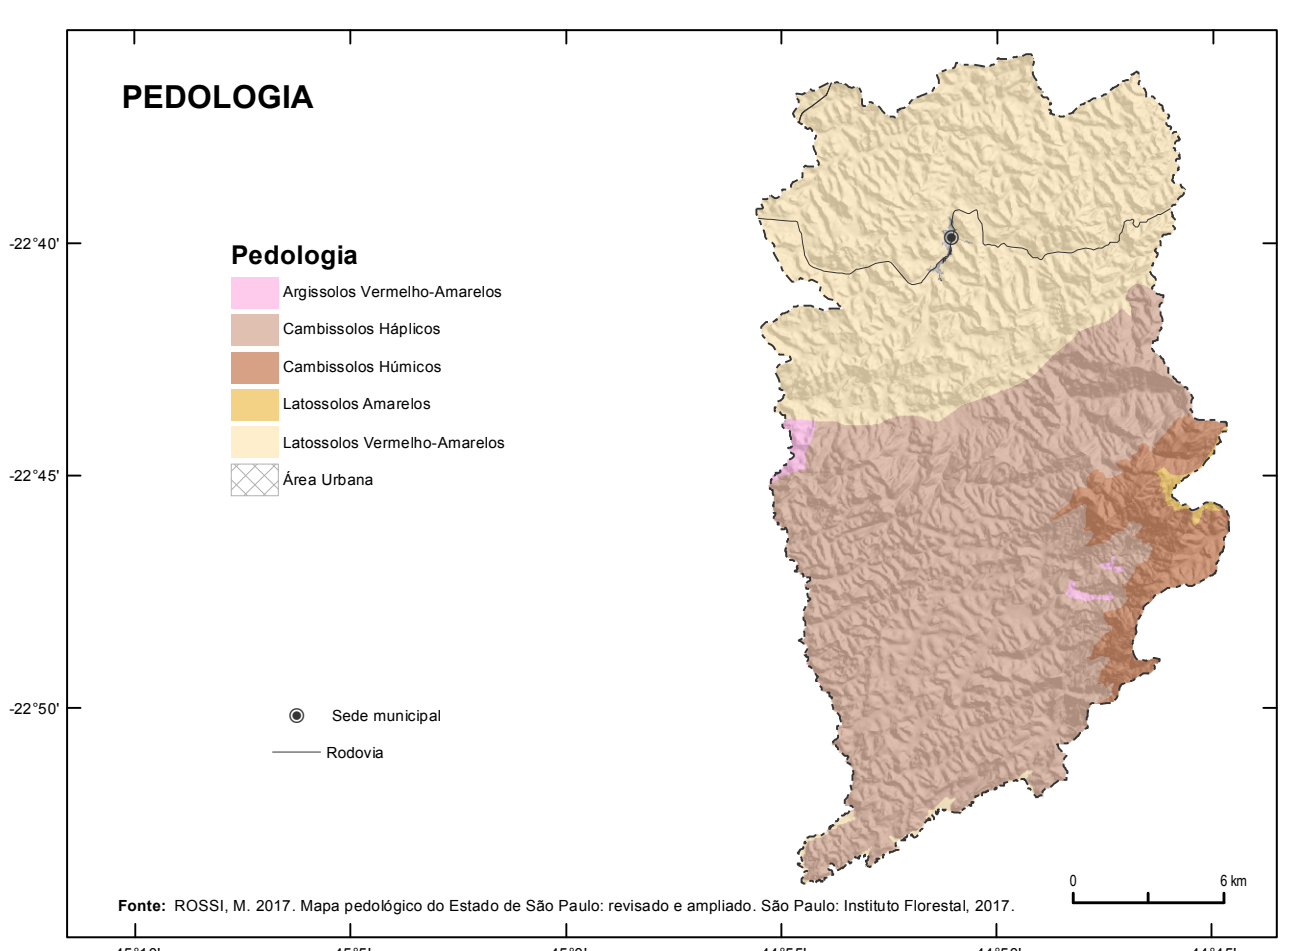 PEDOLOGIA
-22°40'
-22°45'
-22°50'
Pedologia
Argissolos Vermelho-Amarelos
Cambissolos Háplicos
Cambissolos Húmicos
Latossolos Amarelos
Latossolos Vermelho-Amarelos
Área Urbana
Sede municipal
Rodovia
0 6 km
Fonte: ROSSI, M. 2017. Mapa pedológico do Estado de São Paulo: revisado e ampliado. São Paulo: Instituto Florestal, 2017.